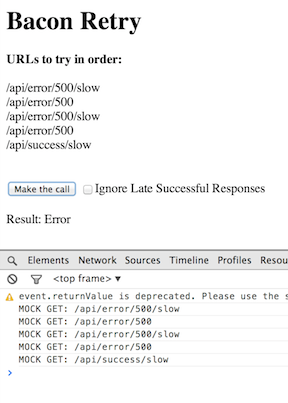 Bacon Retry
URLs to try in order:
/api/error/500/slow
/api/error/500
/api/error/500/slow
/api/error/500
/api/success/slow
Make the call Ignore Late Successful Responses
Result: Error
Elements Network Sources Timeline Profiles Resou
<top frame> ▼
event.returnValue is deprecated. Please use the s
MOCK GET: /api/error/500/slow
MOCK GET: /api/error/500
MOCK GET: /api/error/500/slow
MOCK GET: /api/error/500
MOCK GET: /api/success/slow
>